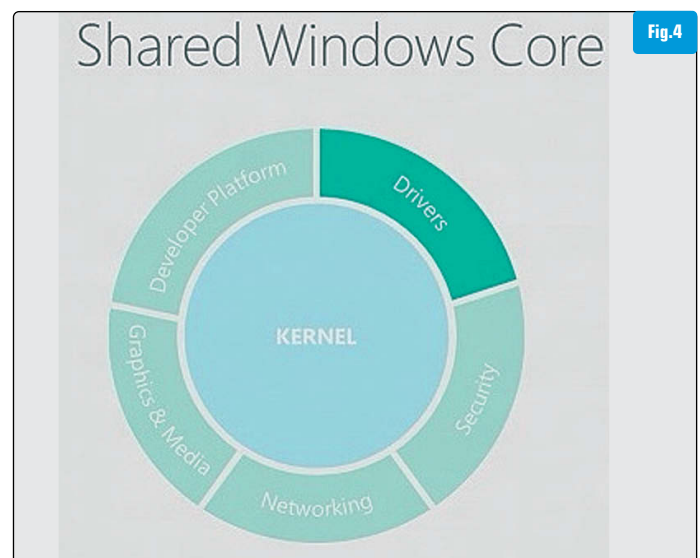 Shared Windows Core
Fig.4
Developer Platform
Drivers
KERNEL
Graphics & Media
Security
Networking